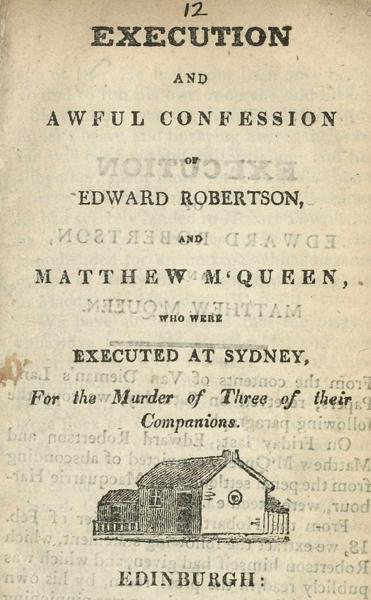 12
EXECUTION
AND
AWFUL CONFESSION
OF
EDWARD ROBERTSON,
AND
MATTHEW M'QUEEN,
WHO WERE
EXECUTED AT SYDNEY,
For the Murder of Three of their
Companions.
EDINBURGH: